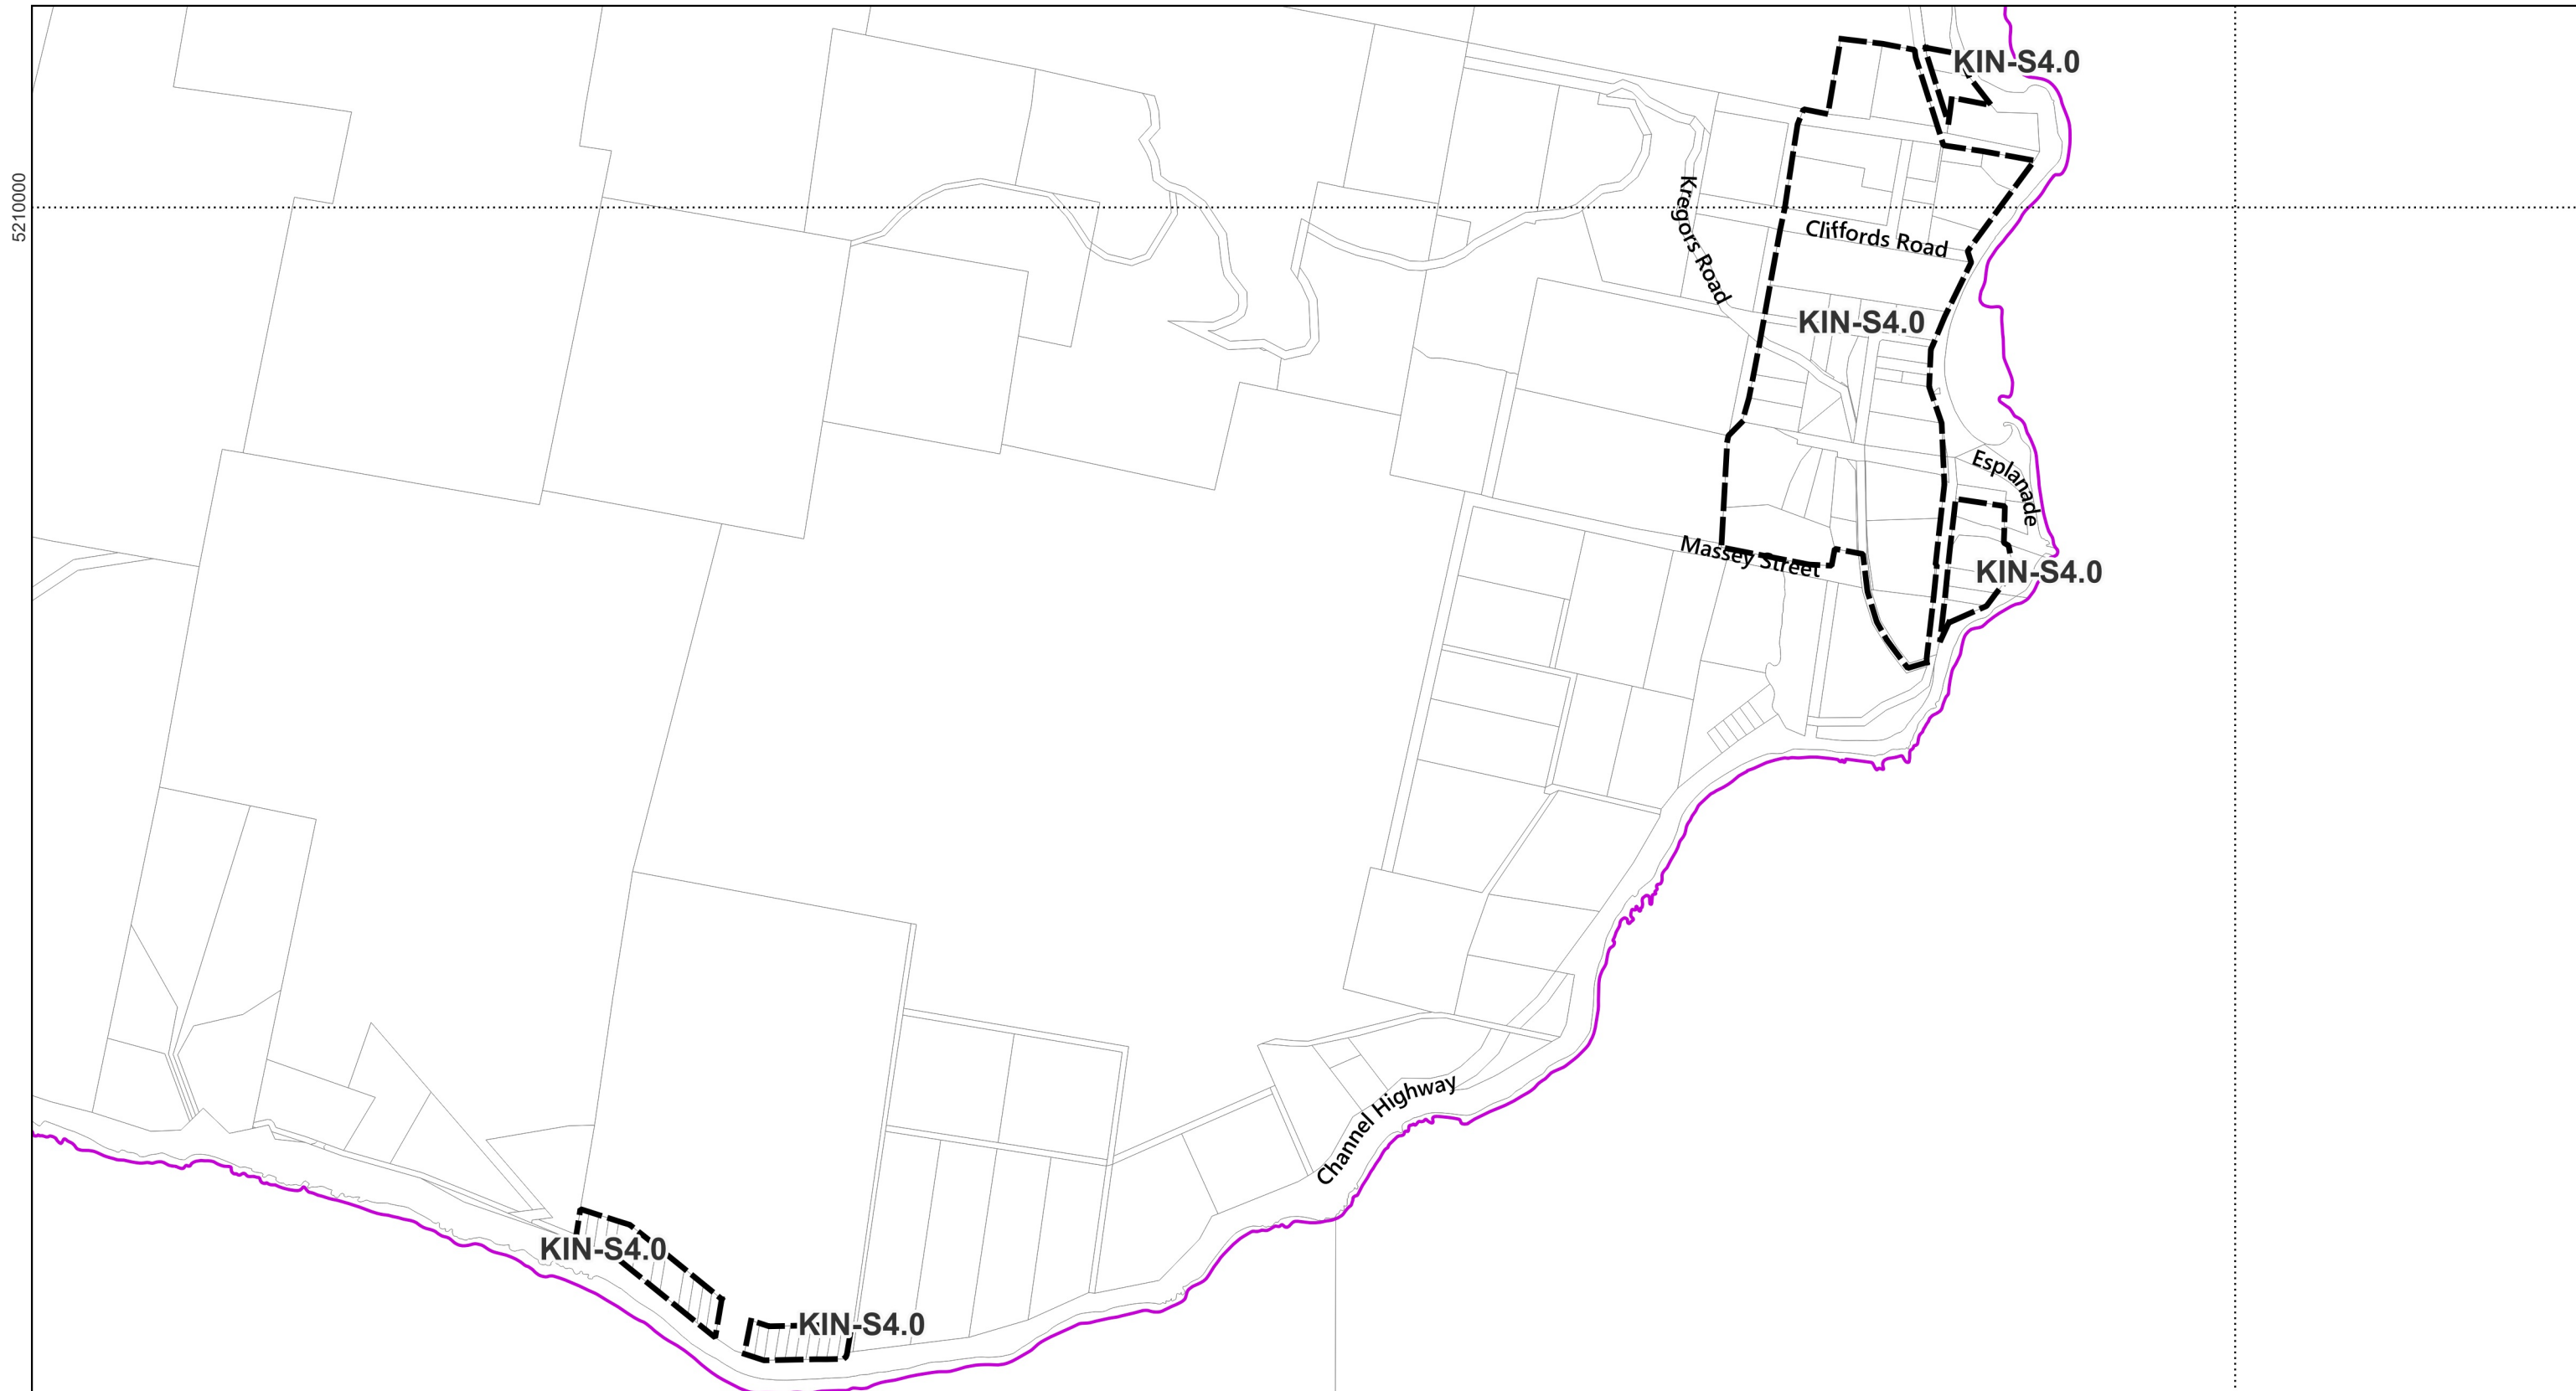 KIN-S4.0
5210000
Kregors Road
Cliffords Road
KIN-S4.0
Esplanade
Massey Street
KIN-S4.0
Channel Highway
KIN-S4.0
KIN-S4.0